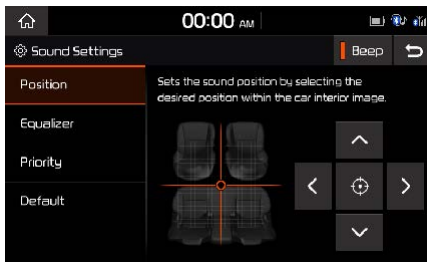 00:00 AM
Sound Settings
Beep
Position
Sets the sound position by selecting the
desired position within the car interior image.
Equalizer
Priority
Default